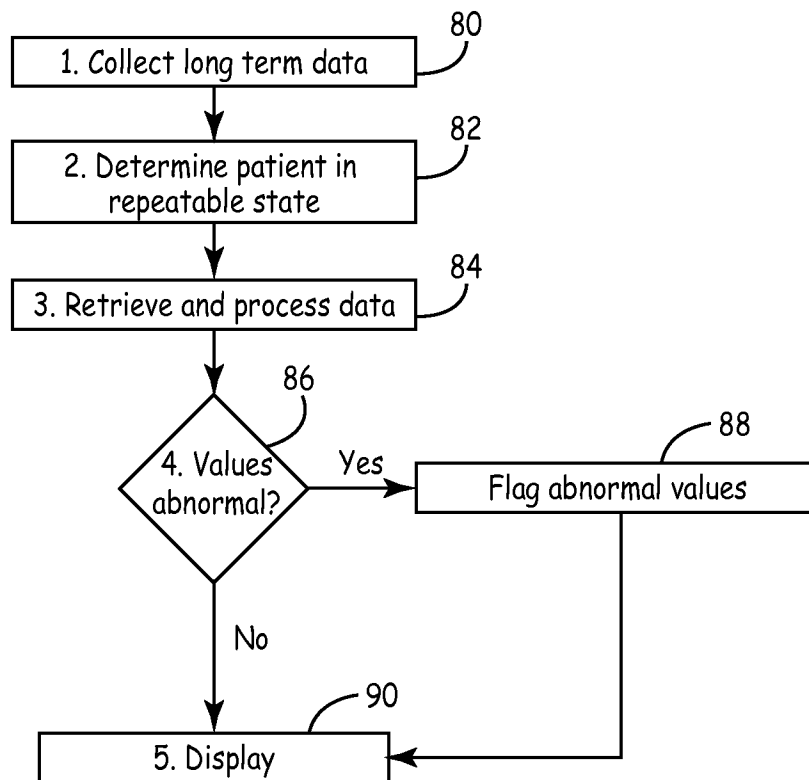 80
1. Collect long term data
82
2. Determine patient in
repeatable state
84
3. Retrieve and process data
86
4. Values
abnormal?
Yes
88
Flag abnormal values
No
90
5. Display